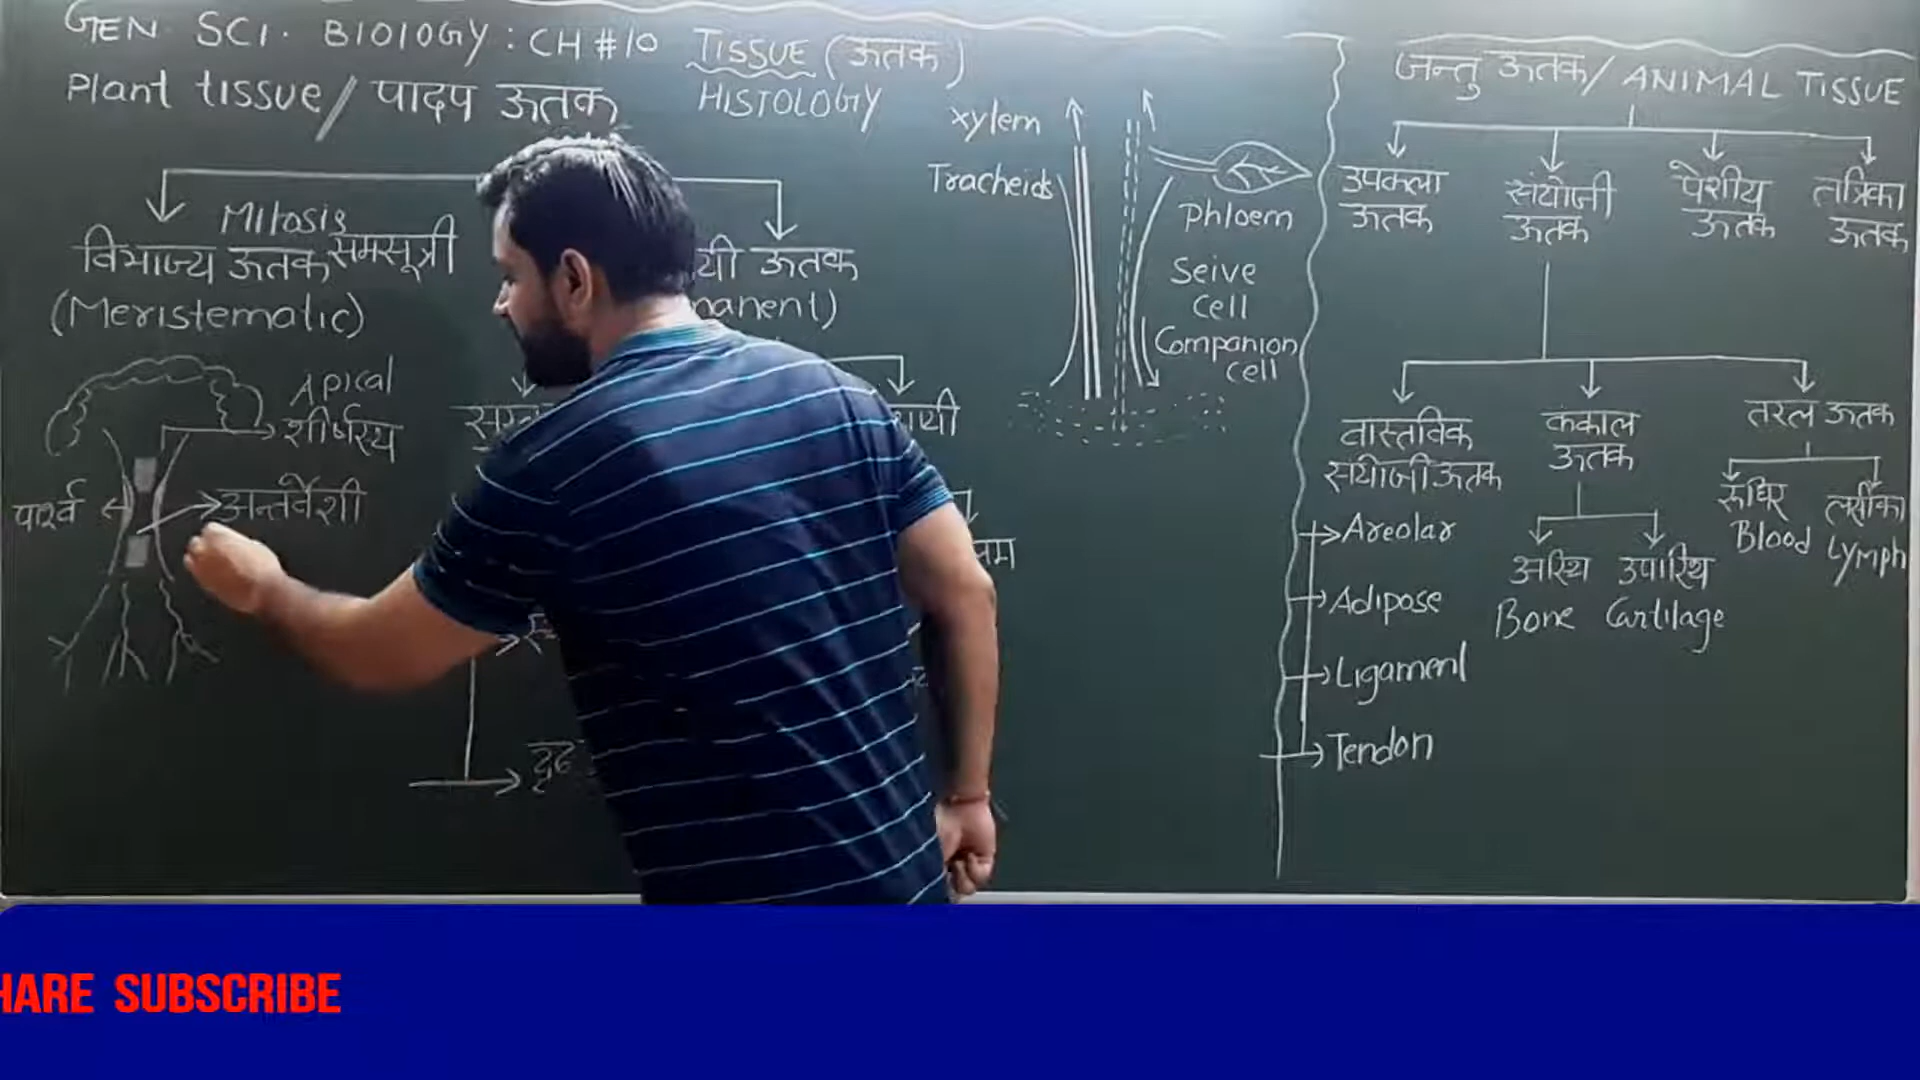 GEN SCI. BIOLOGY: CH #10 TISSUE (ऊतक)
Plant tissue / पादप ऊतक HISTOLOGY
Mitosis
विभाज्य ऊतक समसूत्री
(Meristematic)
यी ऊतक
manent)
Apical
शीर्षस्थ
पार्श्व
अन्तर्वेशी
xylem
Tracheids
Phloem
Seive
Cell
Companion
cell
जन्तु ऊतक / ANIMAL TISSUE
उपकला
ऊतक
संयोजी
ऊतक
पेशीय
ऊतक
तंत्रिका
ऊतक
वास्तविक
संयोजी ऊतक
Areolar
Adipose
Ligament
Tendon
कंकाल
ऊतक
अस्थि
Bone
उपास्थि
Cartilage
तरल ऊतक
रुधिर
Blood
लसीका
Lymph
HARE SUBSCRIBE